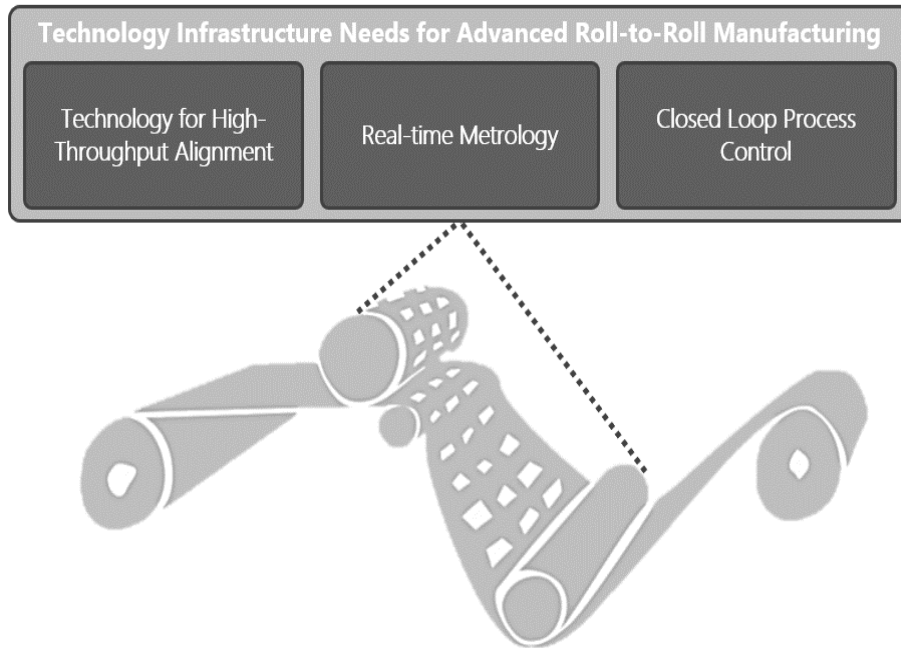 Technology Infrastructure Needs for Advanced Roll-to-Roll Manufacturing
Technology for High-
Throughput Alignment
Real-time Metrology
Closed Loop Process
Control